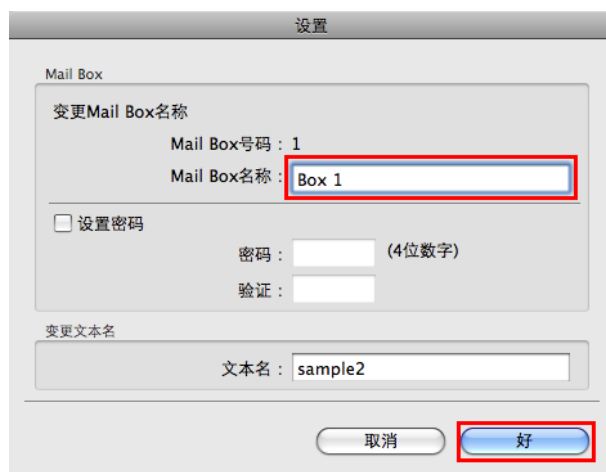 设置
Mail Box
变更Mail Box名称
Mail Box号码：1
Mail Box名称：Box 1
设置密码
密码： (4位数字)
验证：
变更文本名
文本名：sample2
取消 好